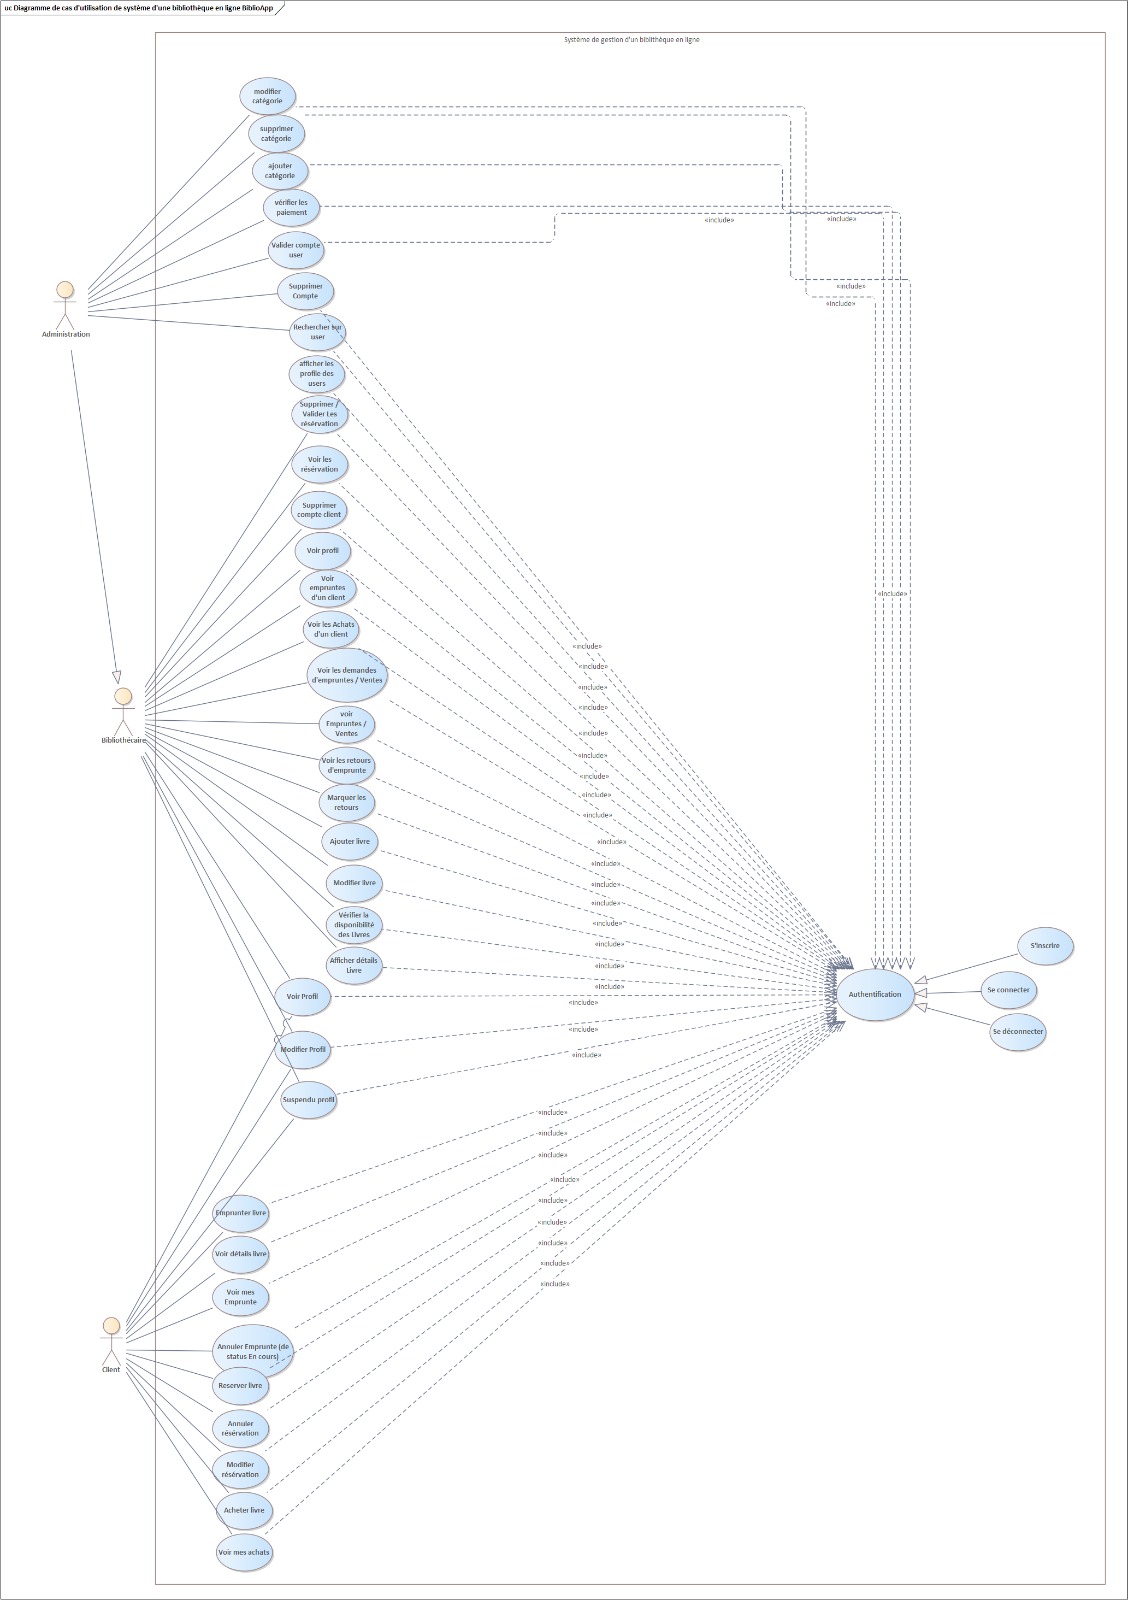 uc Diagramme de cas d'utilisation de système d'une bibliothèque en ligne BiblioApp
Système de gestion d'un biblithèque en ligne
modifier
catégorie
supprimer
catégorie
ajouter
catégorie
vérifier les
paiement
«include»
«include»
Valider compte
user
Supprimer
Compte
«include»
«include»
Administration
Rechercher sur
user
afficher les
profile des
users
Supprimer /
Valider Les
résérvation
Voir les
résérvation
Supprimer
compte client
Voir profil
Voir
empruntes
d'un client
«include»
Voir les Achats
d'un client
«include»
«include»
Voir les demandes
d'empruntes / Ventes
«include»
«include»
voir
Empruntes /
Ventes
«include»
Bibliothécaire
«include»
Voir les retours
d'emprunte
«include»
«include»
Marquer les
retours
«include»
Ajouter livre
«include»
«include»
Modifier livre
«include»
«include»
Vérifier la
disponibilité
des Livres
«include»
«include»
S'inscrire
Afficher détails
Livre
«include»
«include»
Se connecter
Voir Profil
Authentification
«include»
«include»
Se déconnecter
Modifier Profil
«include»
Suspendu profil
«include»
«include»
«include»
«include»
«include»
Emprunter livre
«include»
«include»
Voir détails livre
«include»
«include»
Voir mes
Emprunte
Annuler Emprunte (de
status En cours)
Client
Reserver livre
Annuler
résérvation
Modifier
résérvation
Acheter livre
Voir mes achats